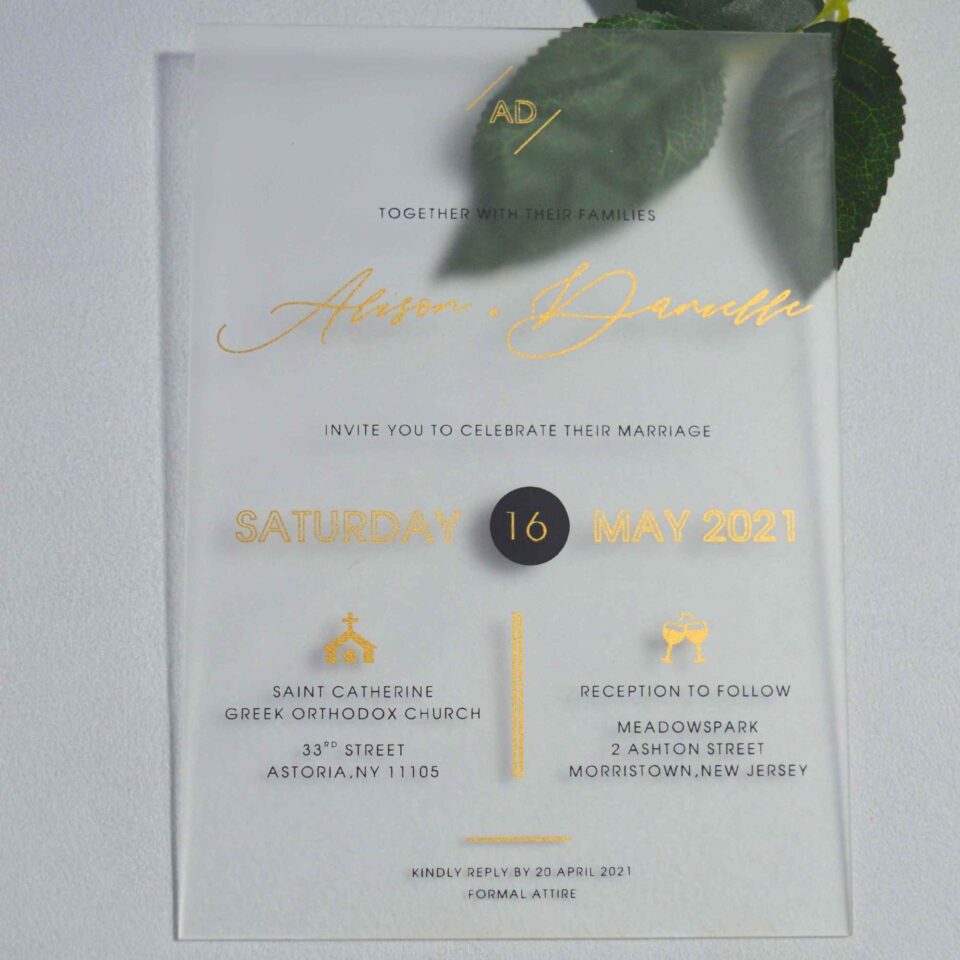 AD
TOGETHER WITH THEIR FAMILIES
Alison • Danielle
INVITE YOU TO CELEBRATE THEIR MARRIAGE
SATURDAY 16 MAY 2021
SAINT CATHERINE
GREEK ORTHODOX CHURCH
33RD STREET
ASTORIA,NY 11105
RECEPTION TO FOLLOW
MEADOWSPARK
2 ASHTON STREET
MORRISTOWN,NEW JERSEY
KINDLY REPLY BY 20 APRIL 2021
FORMAL ATTIRE